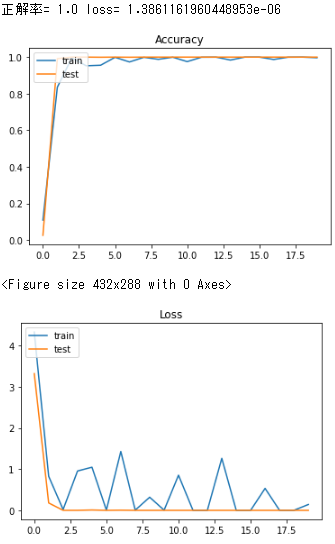 正解率= 1.0 loss= 1.3861161960448953e-06
Accuracy
train
test
1.0
0.8
0.6
0.4
0.2
0.0
0.0 2.5 5.0 7.5 10.0 12.5 15.0 17.5
<Figure size 432x288 with 0 Axes>
Loss
train
test
4
3
2
1
0
0.0 2.5 5.0 7.5 10.0 12.5 15.0 17.5